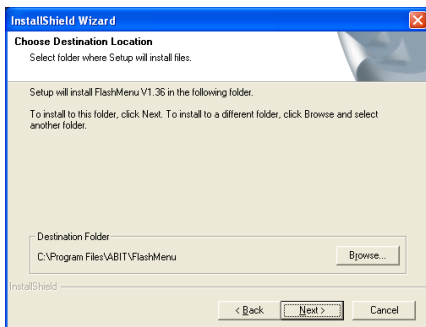 InstallShield Wizard
Choose Destination Location
Select folder where Setup will install files.
Setup will install FlashMenu V1.36 in the following folder.
To install to this folder, click Next. To install to a different folder, click Browse and select
another folder.
Destination Folder
C:\Program Files\ABIT\FlashMenu
Browse...
InstallShield
< Back
Next >
Cancel